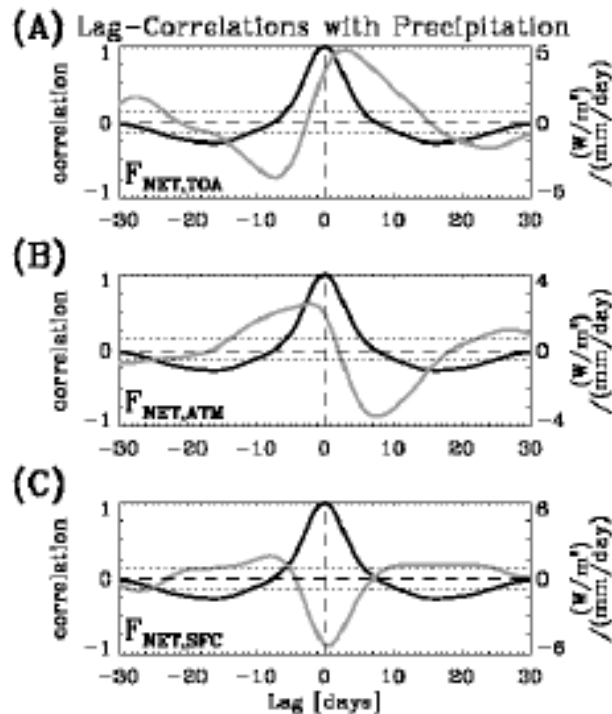 (A) Lag-Correlations with Precipitation
1 5
correlation 0 0 (W/m²)/(mm/day)
F NET,TOA
-1 -5
-30 -20 -10 0 10 20 30
(B)
1 4
correlation 0 0 (W/m²)/(mm/day)
F NET,ATM
-1 -4
-30 -20 -10 0 10 20 30
(C)
1 6
correlation 0 0 (W/m²)/(mm/day)
F NET,SFC
-1 -6
-30 -20 -10 0 10 20 30
Lag [days]